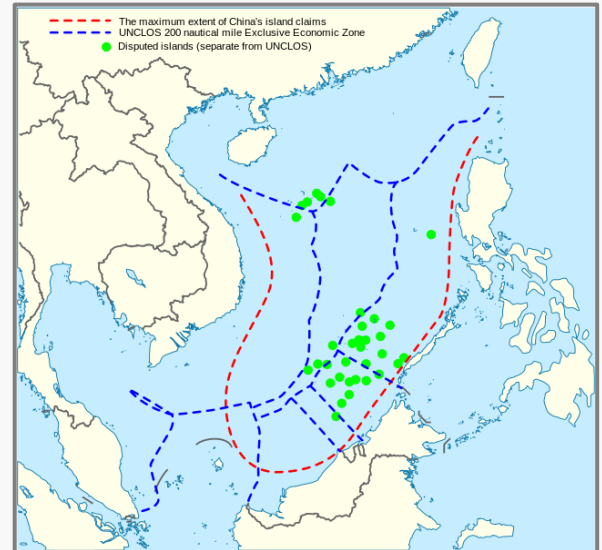 The maximum extent of China's island claims
UNCLOS 200 nautical mile Exclusive Economic Zone
Disputed islands (separate from UNCLOS)